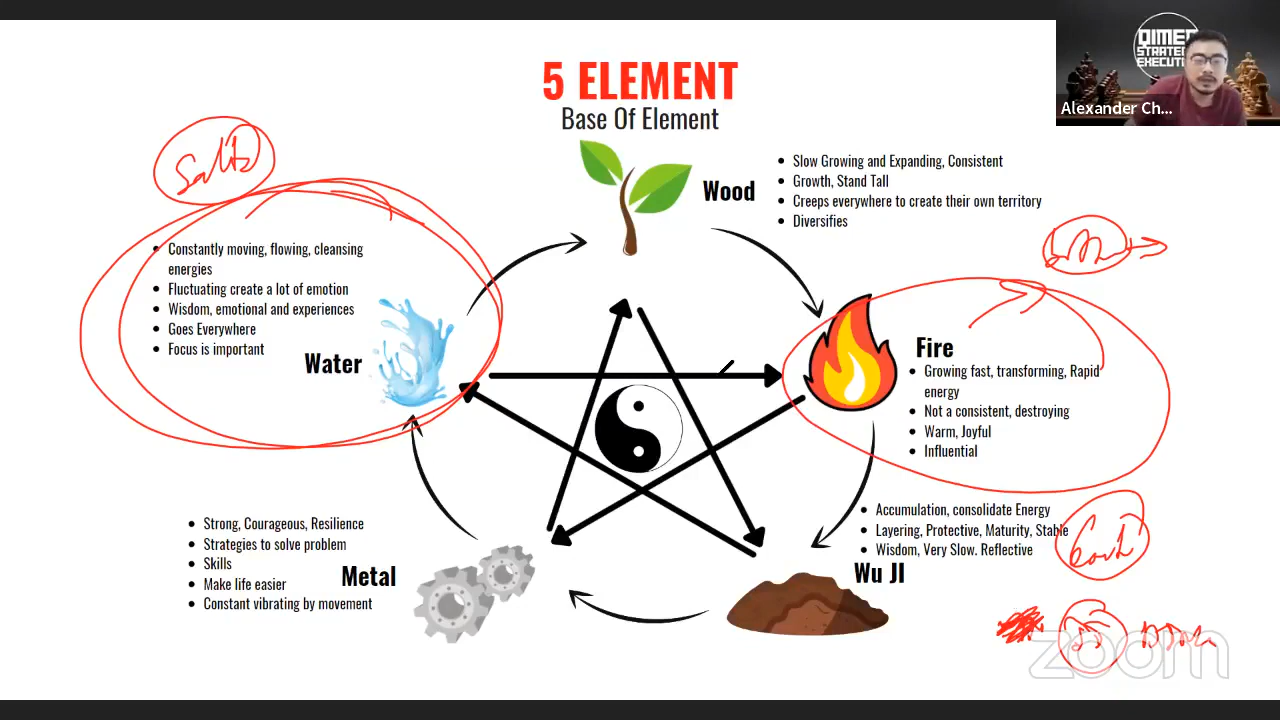 QIMEN
STRATEGIC
EXECUTI
Alexander Ch...
5 ELEMENT
Base Of Element
Wood
• Slow Growing and Expanding, Consistent
• Growth, Stand Tall
• Creeps everywhere to create their own territory
• Diversifies
• Constantly moving, flowing, cleansing
energies
• Fluctuating create a lot of emotion
• Wisdom, emotional and experiences
• Goes Everywhere
• Focus is important
Water
Fire
• Growing fast, transforming, Rapid
energy
• Not a consistent, destroying
• Warm, Joyful
• Influential
• Strong, Courageous, Resilience
• Strategies to solve problem
• Skills
• Make life easier
• Constant vibrating by movement
Metal
• Accumulation, consolidate Energy
• Layering, Protective, Maturity, Stable
• Wisdom, Very Slow. Reflective
Wu JI
zoom